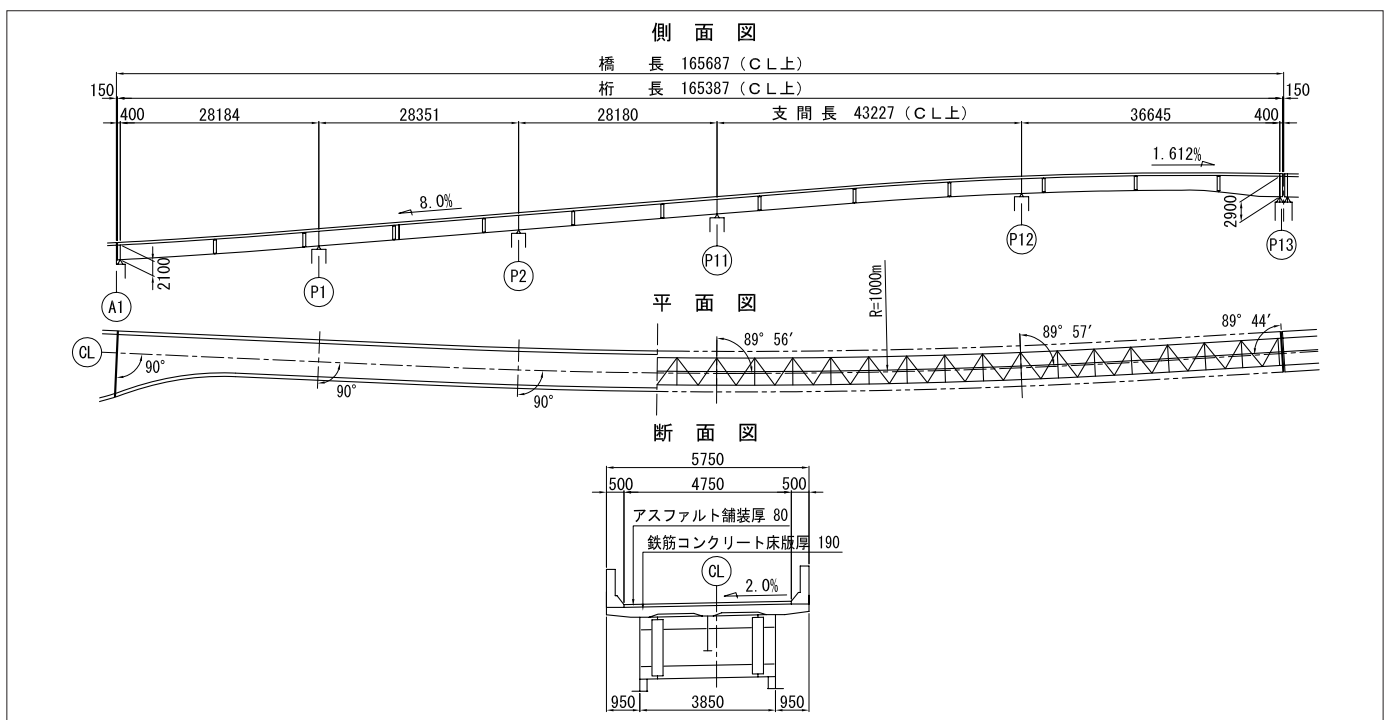 側 面 図
橋 長 165687 (CL上)
150 桁 長 165387 (CL上) 150
400 28184 28351 28180 支間長 43227 (CL上) 36645 400
1.612%
8.0%
2900
2100
A1 P1 P2 P11 P12 P13
平 面 図
R=1000m
CL
90°
90°
90°
89° 56′
89° 57′
89° 44′
断 面 図
5750
500 4750 500
アスファルト舗装厚 80
鉄筋コンクリート床版厚 190
CL
2.0%
950 3850 950